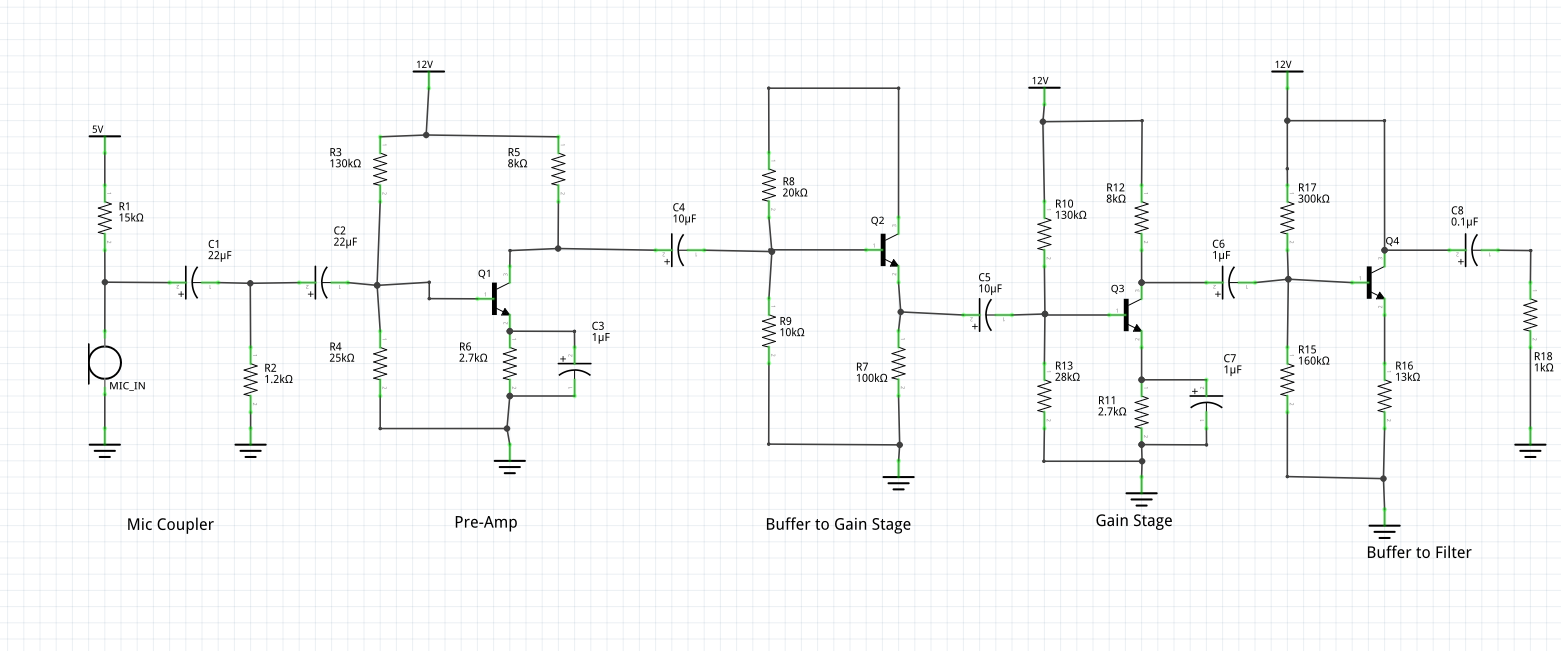 5V
R1
15kΩ
C1
22µF
MIC_IN
R2
1.2kΩ
Mic Coupler
12V
R3
130kΩ
R5
8kΩ
C2
22µF
Q1
R4
25kΩ
R6
2.7kΩ
C3
1µF
Pre-Amp
C4
10µF
R8
20kΩ
Q2
R9
10kΩ
R7
100kΩ
Buffer to Gain Stage
C5
10µF
12V
R10
130kΩ
R12
8kΩ
Q3
R13
28kΩ
R11
2.7kΩ
C7
1µF
Gain Stage
C6
1µF
12V
R17
300kΩ
Q4
R15
160kΩ
R16
13kΩ
C8
0.1µF
R18
1kΩ
Buffer to Filter